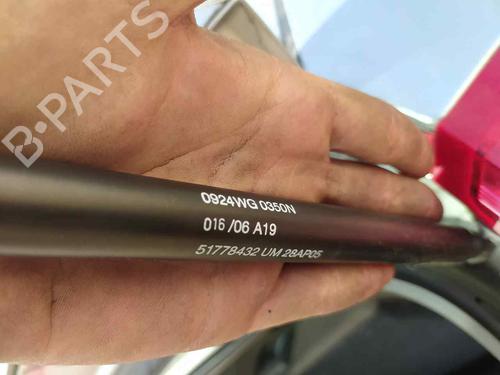 B-PARTS
0924WG 0350N
016 /06 A19
51778432 UM 28AP05